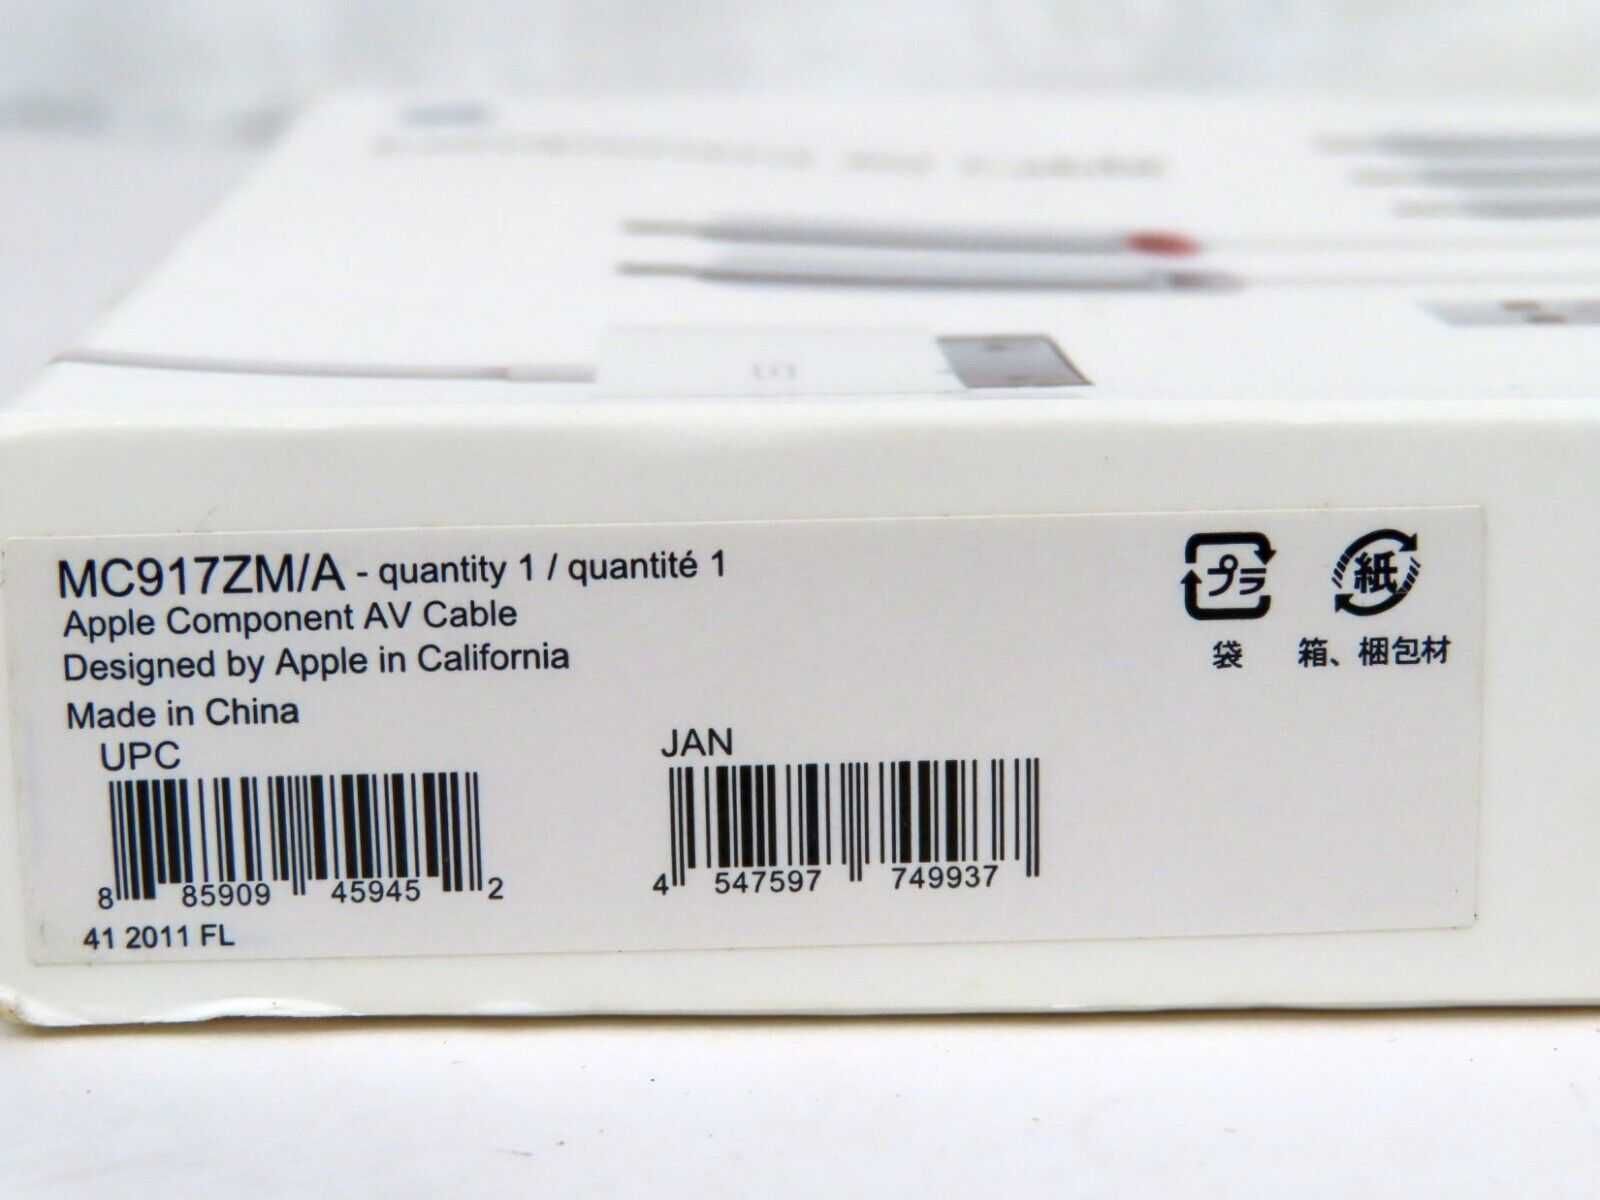 MC917ZM/A - quantity 1 / quantité 1
Apple Component AV Cable
Designed by Apple in California
Made in China
UPC
8 85909 45945 2
41 2011 FL
JAN
4 547597 749937
プラ
袋
紙
箱、梱包材